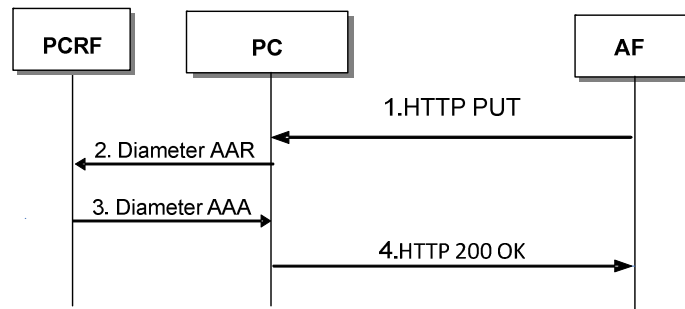 PCRF
PC
AF
1.HTTP PUT
2. Diameter AAR
3. Diameter AAA
4.HTTP 200 OK